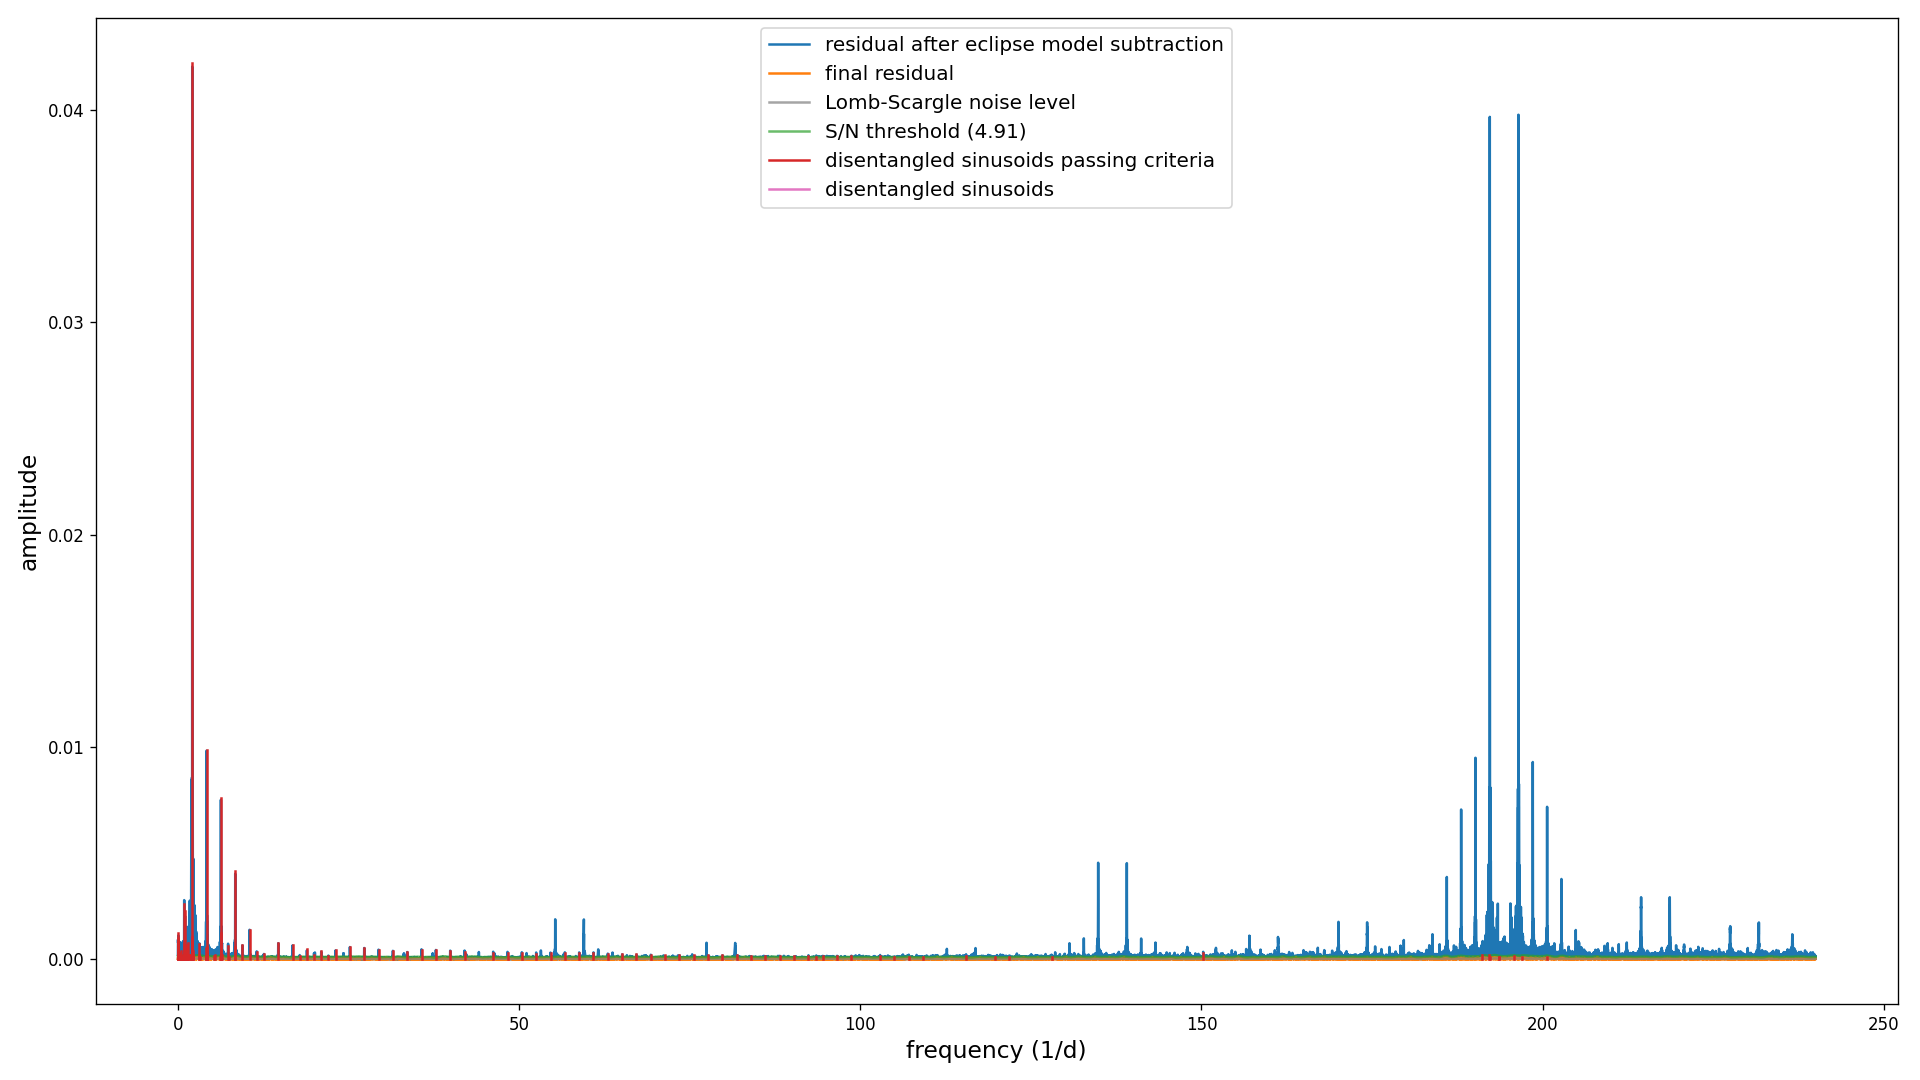 residual after eclipse model subtraction
final residual
Lomb-Scargle noise level
S/N threshold (4.91)
disentangled sinusoids passing criteria
disentangled sinusoids
0.04
0.03
0.02
0.01
0.00
amplitude
0 50 100 150 200 250
frequency (1/d)